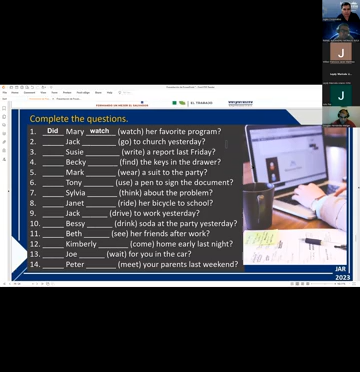 EL TRABAJO
Complete the questions.
1. Did Mary watch (watch) her favorite program?
2. _____ Jack _______ (go) to church yesterday?
3. _____ Susie _______ (write) a report last Friday?
4. _____ Becky _______ (find) the keys in the drawer?
5. _____ Mark _______ (wear) a suit to the party?
6. _____ Tony _______ (use) a pen to sign the document?
7. _____ Sylvia _______ (think) about the problem?
8. _____ Janet _______ (ride) her bicycle to school?
9. _____ Jack _______ (drive) to work yesterday?
10. _____ Bessy _______ (drink) soda at the party yesterday?
11. _____ Beth _______ (see) her friends after work?
12. _____ Kimberly _______ (come) home early last night?
13. _____ Joe _______ (wait) for you in the car?
14. _____ Peter _______ (meet) your parents last weekend?
JAR
2023
J
J